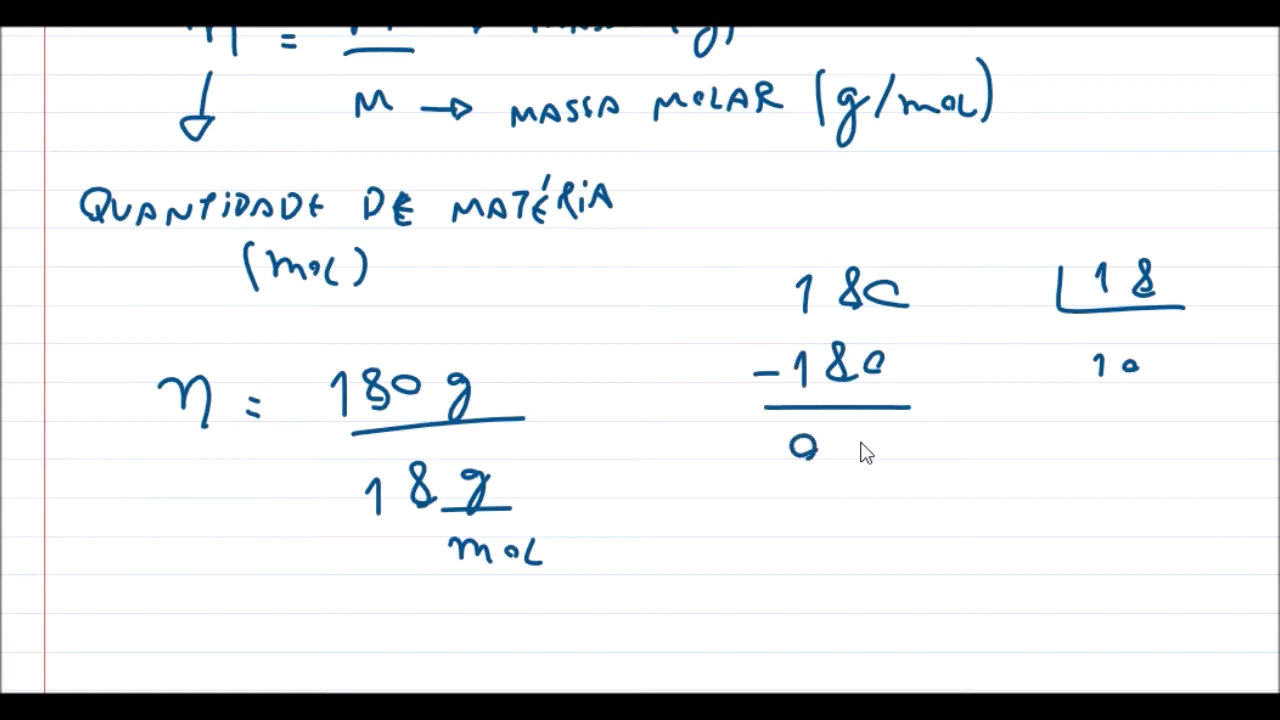 n =
M → MASSA MOLAR (g/mol)
QUANTIDADE DE MATÉRIA
(mol)
180 18
-180 10
0
n = 180 g
18 g
mol